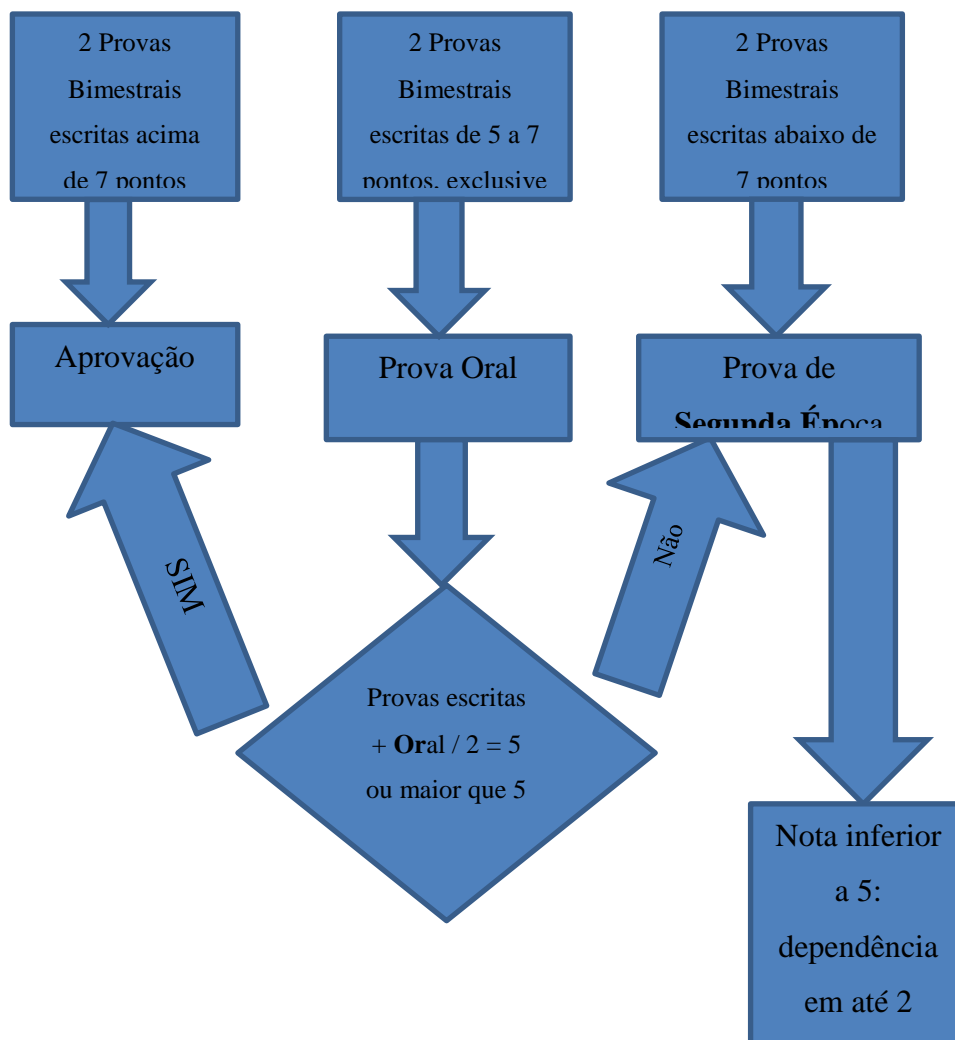 2 Provas
Bimestrais
escritas acima
de 7 pontos
2 Provas
Bimestrais
escritas de 5 a 7
pontos, exclusive
2 Provas
Bimestrais
escritas abaixo de
7 pontos
Aprovação
Prova Oral
Prova de
Segunda Época
SIM
Não
Provas escritas
+ Oral / 2 = 5
ou maior que 5
Nota inferior
a 5:
dependência
em até 2